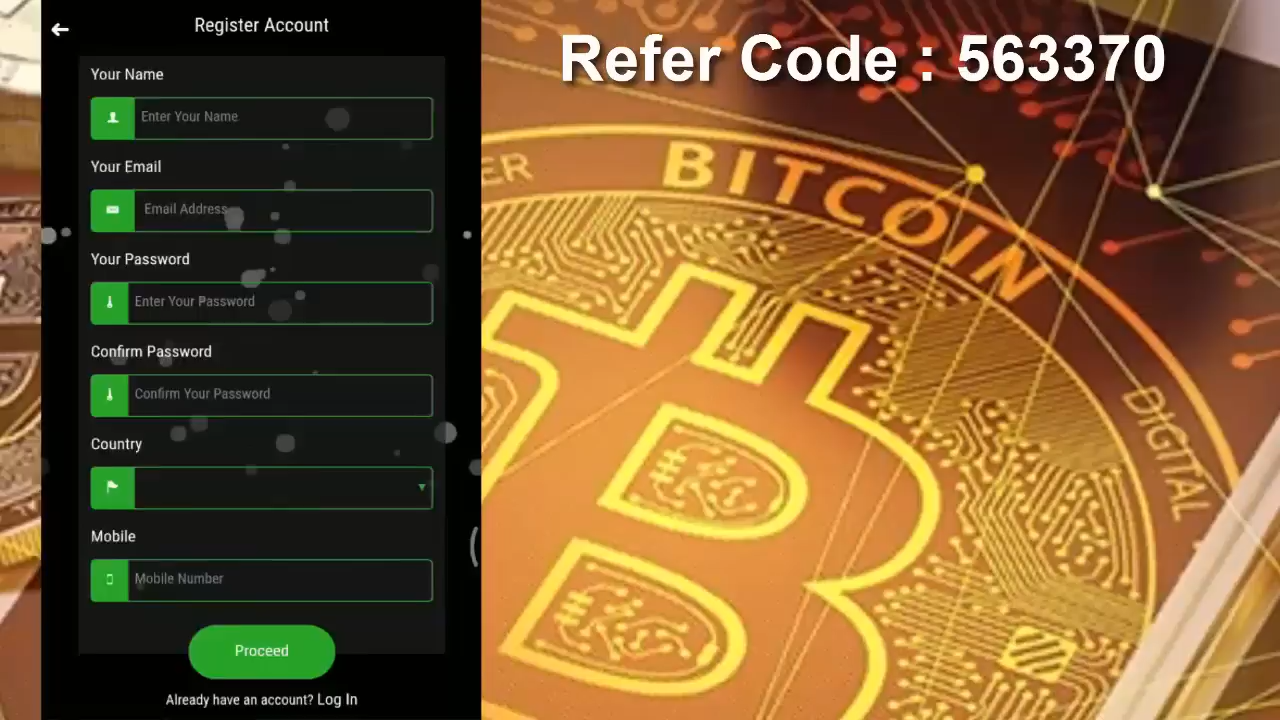 Register Account
Your Name
Enter Your Name
Your Email
Email Address
Your Password
Enter Your Password
Confirm Password
Confirm Your Password
Country
Mobile
Mobile Number
Proceed
Already have an account? Log In
Refer Code : 563370
BITCOIN
DIGITAL